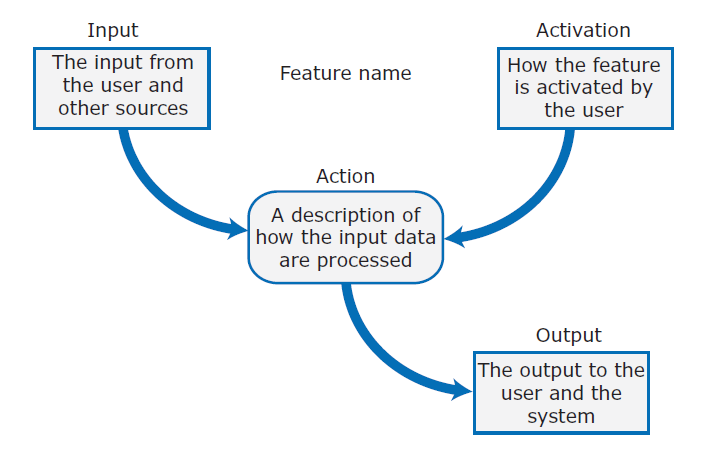 Input
The input from
the user and
other sources
Feature name
Activation
How the feature
is activated by
the user
Action
A description of
how the input data
are processed
Output
The output to the
user and the
system